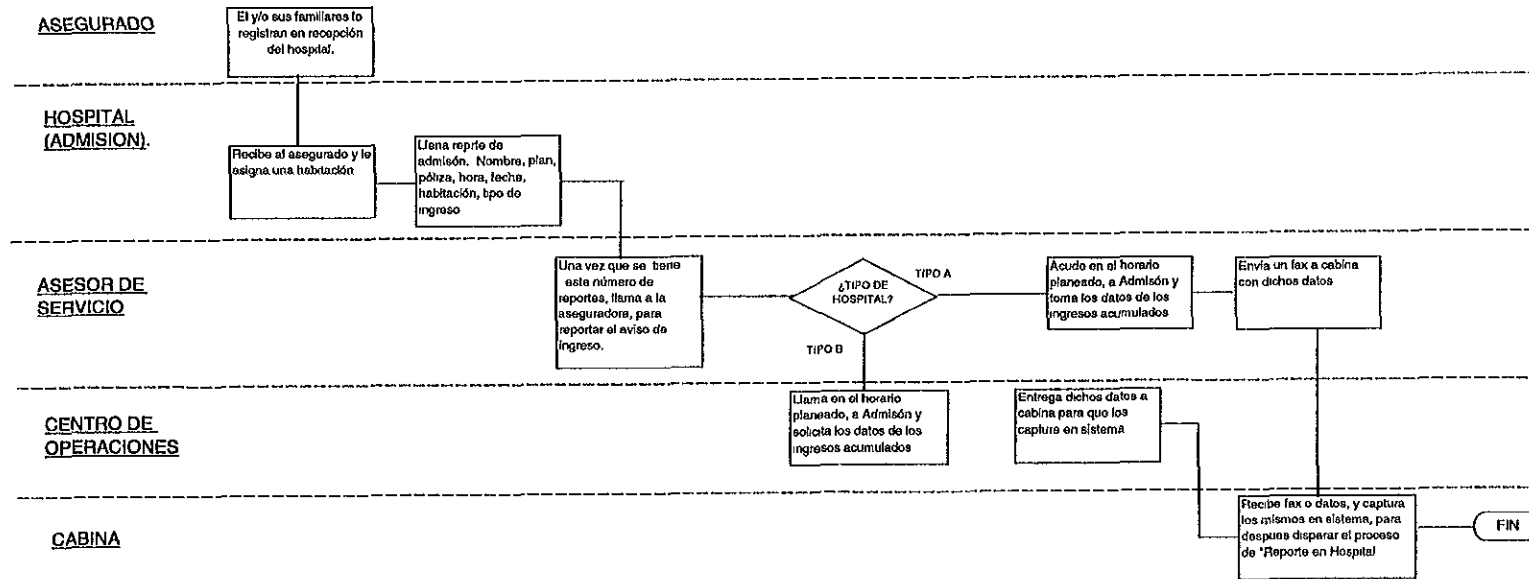 ASEGURADO
El y/o sus familiares lo
registran en recepción
del hospital.
HOSPITAL
(ADMISION).
Recibe al asegurado y le
asigna una habitación
Llena reprte de
admisón. Nombre, plan,
póliza, hora, fecha,
habitación, tipo de
ingreso
ASESOR DE
SERVICIO
Una vez que se tiene
este número de
reportes, llama a la
aseguradora, para
reportar el aviso de
ingreso.
¿TIPO DE
HOSPITAL?
TIPO A
TIPO B
Acude en el horario
planeado, a Admisón y
toma los datos de los
ingresos acumulados
Envía un fax a cabina
con dichos datos
CENTRO DE
OPERACIONES
Llama en el horario
planeado, a Admisón y
solicita los datos de los
ingresos acumulados
Entrega dichos datos a
cabina para que los
capture en sistema
CABINA
Recibe fax o datos, y captura
los mismos en sistema, para
despues disparar el proceso
de "Reporte en Hospital
FIN